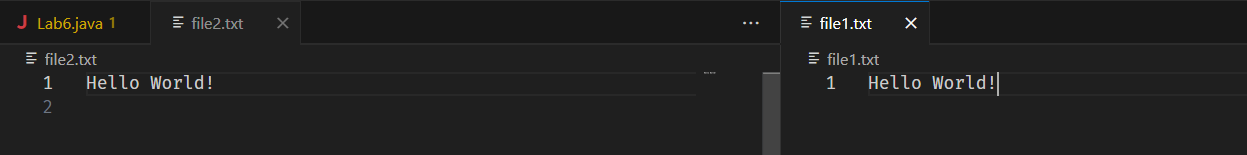 J Lab6.java 1 file2.txt ... file1.txt
file2.txt
1 Hello World!
2
file1.txt
1 Hello World!